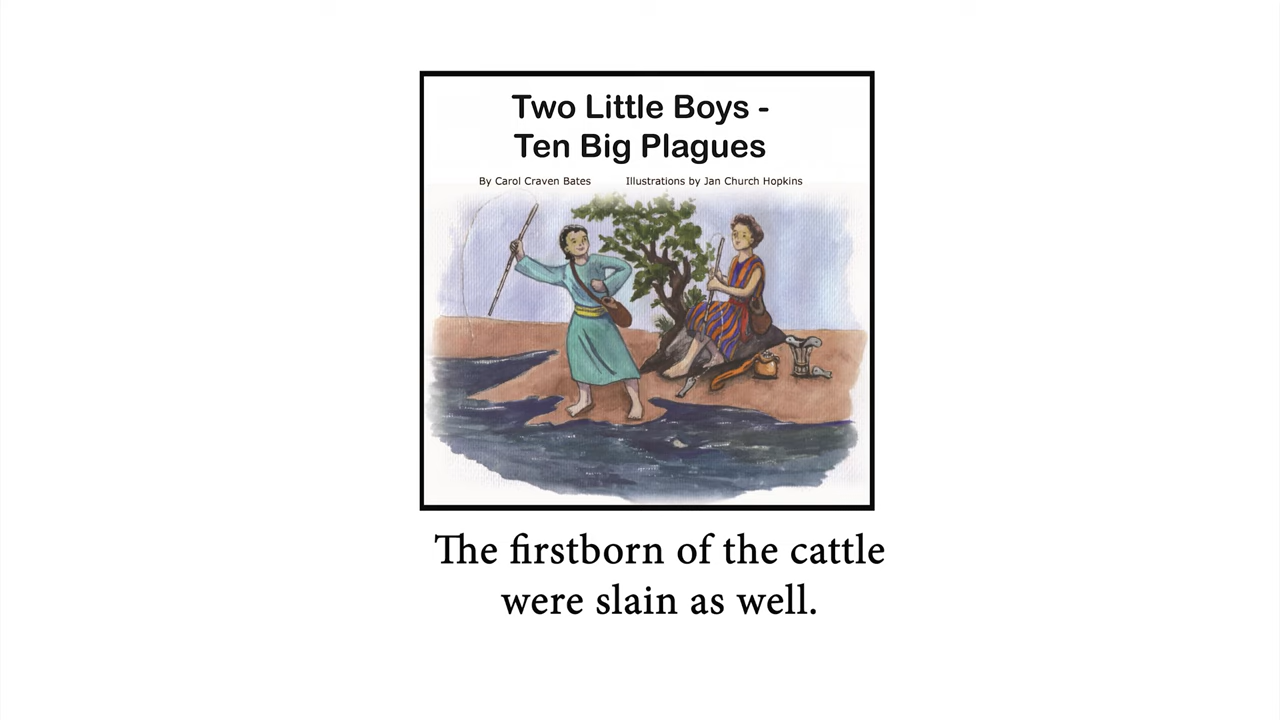 Two Little Boys -
Ten Big Plagues
By Carol Craven Bates Illustrations by Jan Church Hopkins
The firstborn of the cattle
were slain as well.